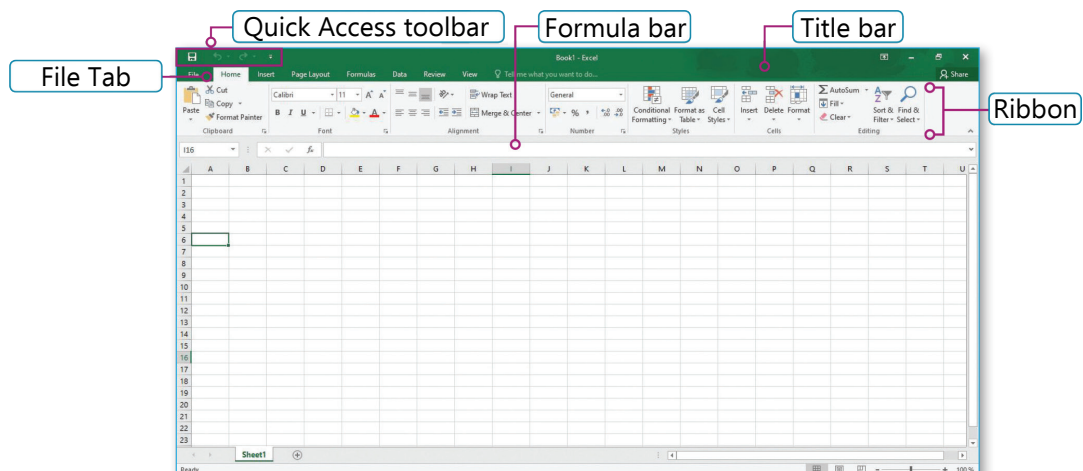 Quick Access toolbar
Formula bar
Title bar
File Tab
Ribbon
Book1 - Excel
File Home Insert Page Layout Formulas Data Review View Tell me what you want to do... Share
Paste
Cut
Copy
Format Painter
Calibri 11
B I U
Wrap Text
Merge & Center
General
% ,
Conditional Formatting
Format as Table
Cell Styles
Insert Delete Format
AutoSum
Fill
Clear
Sort & Filter
Find & Select
Clipboard Font Alignment Number Styles Cells Editing
I16 fx
A B C D E F G H I J K L M N O P Q R S T U
1
2
3
4
5
6
7
8
9
10
11
12
13
14
15
16
17
18
19
20
21
22
23
Sheet1
Ready 100%